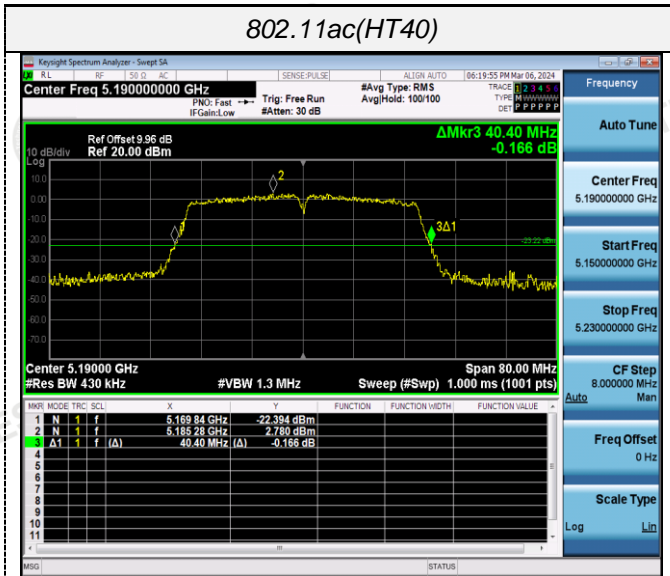 802.11ac(HT40)
Keysight Spectrum Analyzer - Swept SA
RL RF 50 Ω AC SENSE:PULSE ALIGN AUTO 06:19:55 PM Mar 06, 2024
Center Freq 5.190000000 GHz #Avg Type: RMS TRACE 1 2 3 4 5 6
PNO: Fast Trig: Free Run Avg|Hold: 100/100 TYPE M WWWWW
IFGain:Low #Atten: 30 dB DET P P P P P P
Frequency
Auto Tune
Center Freq
5.190000000 GHz
Start Freq
5.150000000 GHz
Stop Freq
5.230000000 GHz
CF Step
8.000000 MHz
Auto Man
Freq Offset
0 Hz
Scale Type
Log Lin
ΔMkr3 40.40 MHz
-0.166 dB
Ref Offset 9.96 dB
10 dB/div Ref 20.00 dBm
Log
10.0
0.00
-10.0
-20.0
-30.0
-40.0
-50.0
-60.0
-70.0
2
3Δ1
-23.22 dBm
Center 5.19000 GHz Span 80.00 MHz
#Res BW 430 kHz #VBW 1.3 MHz Sweep (#Swp) 1.000 ms (1001 pts)
MKR MODE TRC SCL X Y FUNCTION FUNCTION WIDTH FUNCTION VALUE
1 N 1 f 5.169 84 GHz -22.394 dBm
2 N 1 f 5.185 28 GHz 2.780 dBm
3 Δ1 1 f (Δ) 40.40 MHz (Δ) -0.166 dB
4
5
6
7
8
9
10
11
MSG STATUS